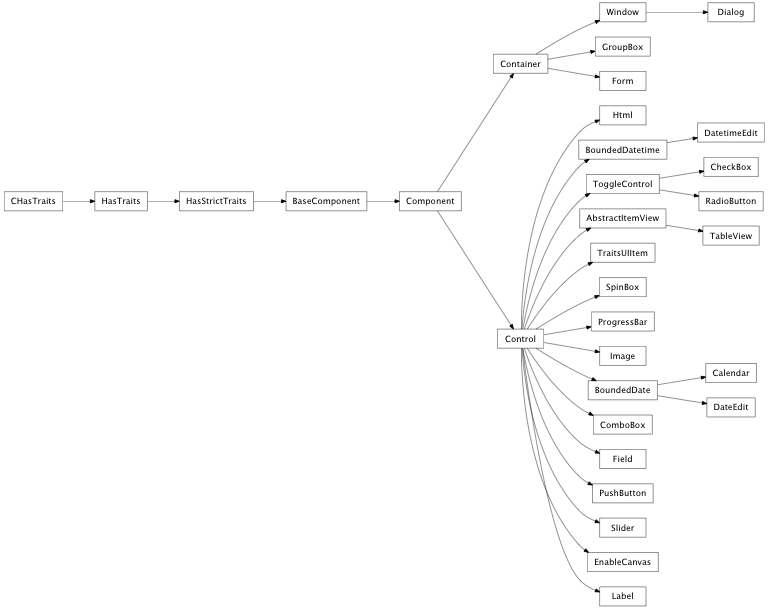 Window
Dialog
GroupBox
Container
Form
Html
DatetimeEdit
BoundedDatetime
CheckBox
ToggleControl
CHasTraits
HasTraits
HasStrictTraits
BaseComponent
Component
RadioButton
AbstractItemView
TableView
TraitsUIItem
SpinBox
ProgressBar
Control
Image
Calendar
BoundedDate
DateEdit
ComboBox
Field
PushButton
Slider
EnableCanvas
Label